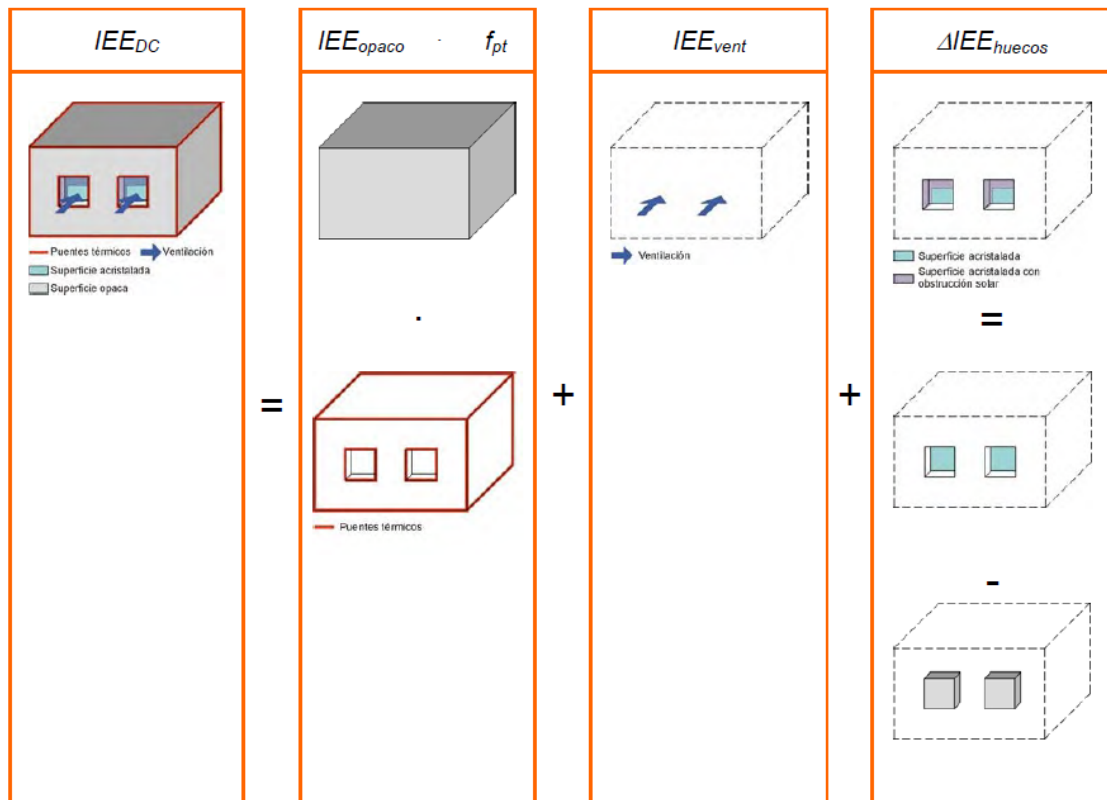 IEE_DC
IEE_opaco · f_pt
IEE_vent
ΔIEE_huecos
Puentes térmicos Ventilación
Superficie acristalada
Superficie opaca
.
Puentes térmicos
=
+
Ventilación
+
Superficie acristalada
Superficie acristalada con
obstrucción solar
=
-